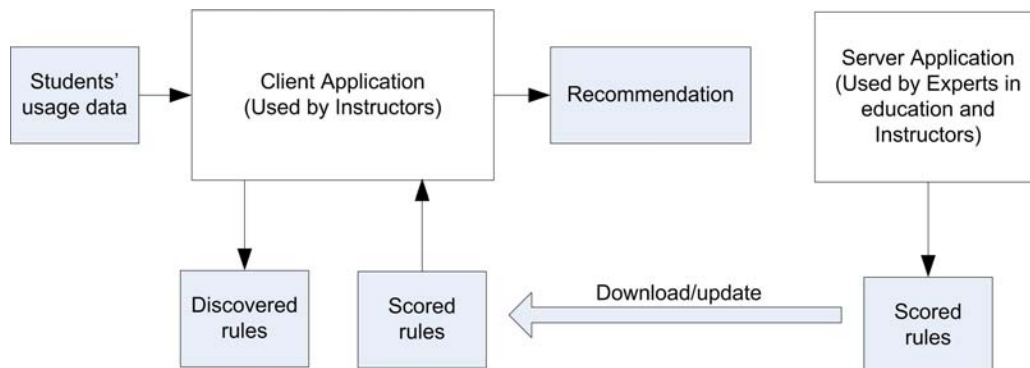 Students'
usage data
Client Application
(Used by Instructors)
Recommendation
Server Application
(Used by Experts in
education and
Instructors)
Discovered
rules
Scored
rules
Download/update
Scored
rules